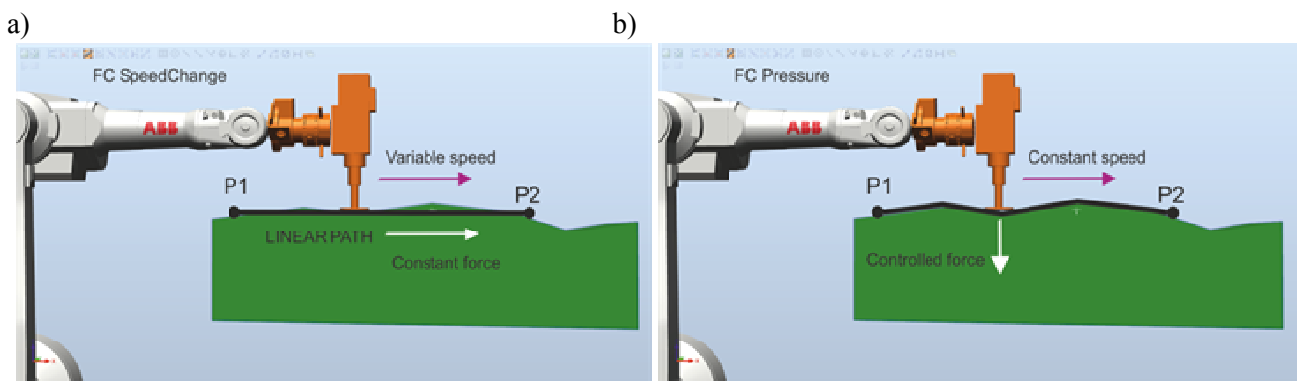 a)
FC SpeedChange
ABB
Variable speed
P1
P2
LINEAR PATH
Constant force
b)
FC Pressure
ABB
Constant speed
P1
P2
Controlled force